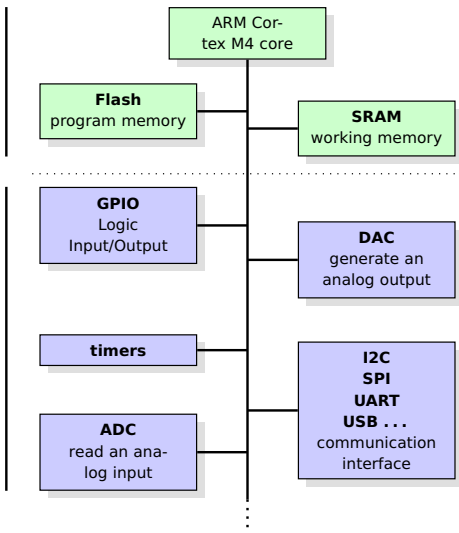 ARM Cor-
tex M4 core
Flash
program memory
SRAM
working memory
GPIO
Logic
Input/Output
DAC
generate an
analog output
timers
I2C
SPI
UART
USB . . .
communication
interface
ADC
read an ana-
log input